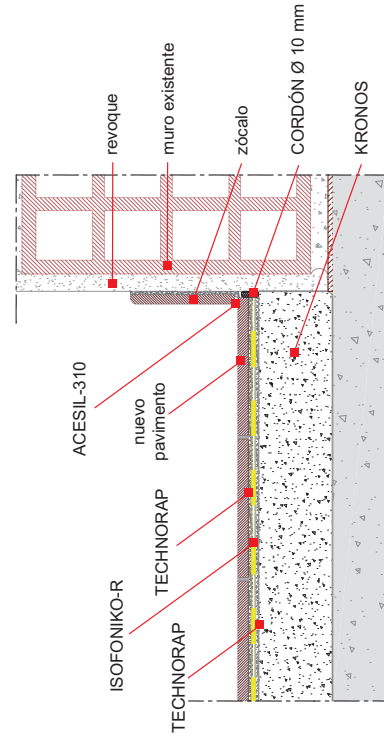 TECHNORAP
ISOFONIKO-R
TECHNORAP
nuevo
pavimento
ACESIL-310
revoque
muro existente
zócalo
CORDÓN Ø 10 mm
KRONOS